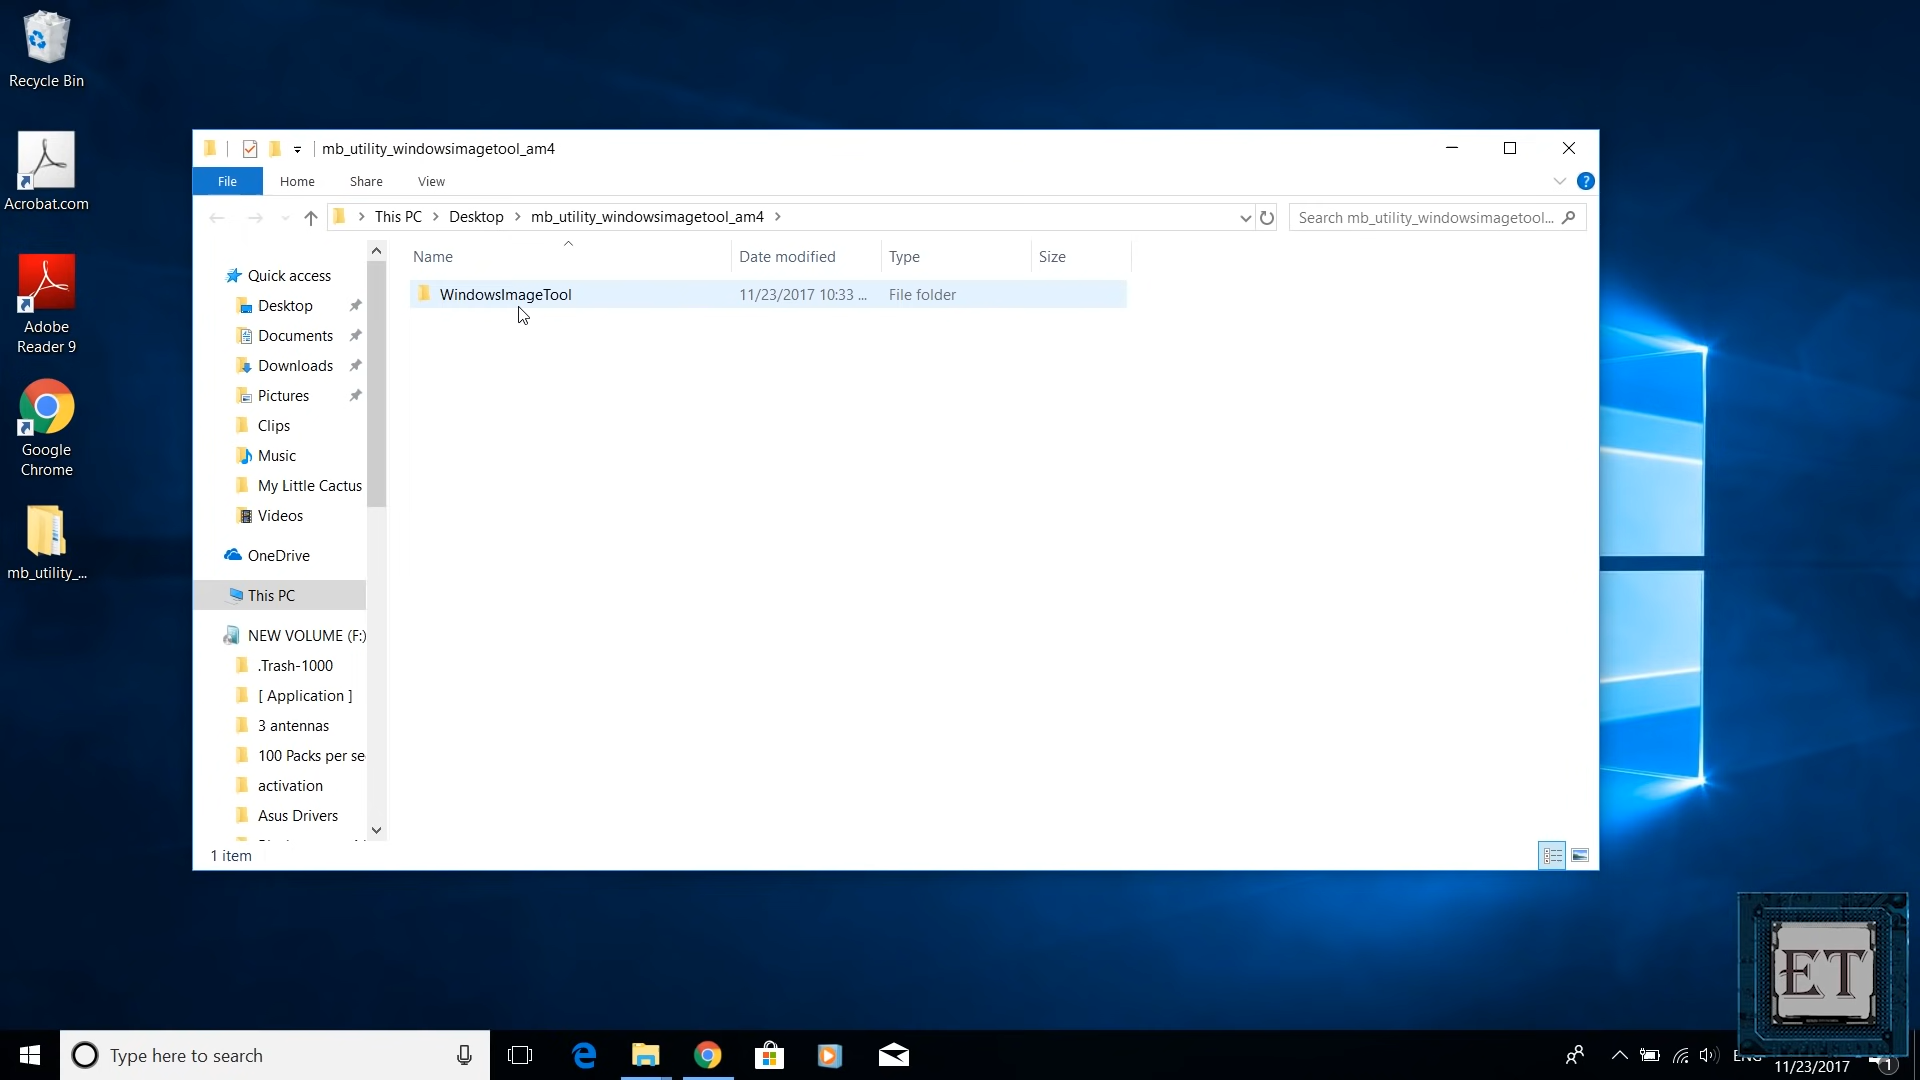 Recycle Bin
Acrobat.com
Adobe
Reader 9
Google
Chrome
mb_utility_...
mb_utility_windowsimagetool_am4
File
Home
Share
View
?
This PC
Desktop
mb_utility_windowsimagetool_am4
Search mb_utility_windowsimagetool...
Name
Date modified
Type
Size
WindowsImageTool
11/23/2017 10:33 ...
File folder
Quick access
Desktop
Documents
Downloads
Pictures
Clips
Music
My Little Cactus
Videos
OneDrive
This PC
NEW VOLUME (F:)
.Trash-1000
[ Application ]
3 antennas
100 Packs per se
activation
Asus Drivers
1 item
ET
Type here to search
ENG
11/23/2017
1